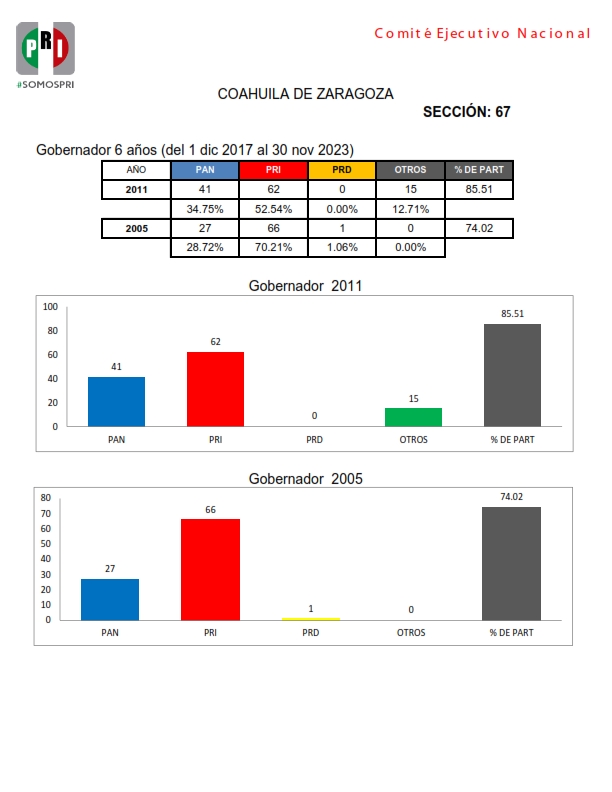 PRI
#SOMOSPRI
Comité Ejecutivo Nacional
COAHUILA DE ZARAGOZA
SECCIÓN: 67
Gobernador 6 años (del 1 dic 2017 al 30 nov 2023)
AÑO PAN PRI PRD OTROS % DE PART
2011 41 62 0 15 85.51
34.75% 52.54% 0.00% 12.71%
2005 27 66 1 0 74.02
28.72% 70.21% 1.06% 0.00%
Gobernador 2011
100
80
60
40
20
0
41
62
0
15
85.51
PAN PRI PRD OTROS % DE PART
Gobernador 2005
80
70
60
50
40
30
20
10
0
27
66
1
0
74.02
PAN PRI PRD OTROS % DE PART